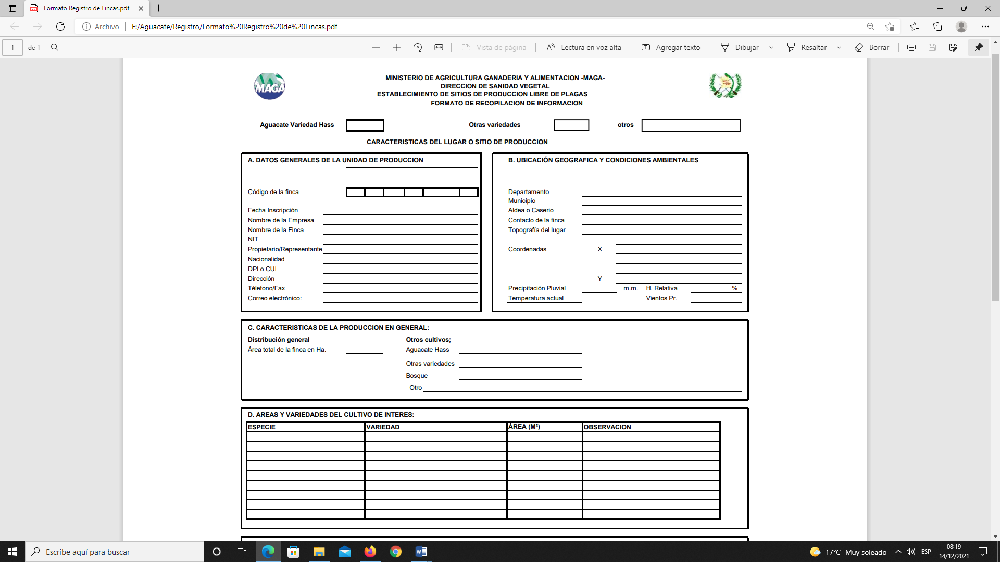 Formato Registro de Fincas.pdf
Archivo E:/Aguacate/Registro/Formato%20Registro%20de%20Fincas.pdf
1 de 1 Vista de página Lectura en voz alta Agregar texto Dibujar Resaltar Borrar
MAGA
MINISTERIO DE AGRICULTURA GANADERIA Y ALIMENTACION -MAGA-
DIRECCION DE SANIDAD VEGETAL
ESTABLECIMIENTO DE SITIOS DE PRODUCCION LIBRE DE PLAGAS
FORMATO DE RECOPILACION DE INFORMACION
Aguacate Variedad Hass Otras variedades otros
CARACTERISTICAS DEL LUGAR O SITIO DE PRODUCCION
A. DATOS GENERALES DE LA UNIDAD DE PRODUCCION
Código de la finca
Fecha Inscripción
Nombre de la Empresa
Nombre de la Finca
NIT
Propietario/Representante
Nacionalidad
DPI o CUI
Dirección
Télefono/Fax
Correo electrónico:
B. UBICACIÓN GEOGRAFICA Y CONDICIONES AMBIENTALES
Departamento
Municipio
Aldea o Caserio
Contacto de la finca
Topografía del lugar
Coordenadas X
Y
Precipitación Pluvial m.m. H. Relativa %
Temperatura actual Vientos Pr.
C. CARACTERISTICAS DE LA PRODUCCION EN GENERAL:
Distribución general Otros cultivos;
Área total de la finca en Ha. Aguacate Hass
Otras variedades
Bosque
Otro
D. AREAS Y VARIEDADES DEL CULTIVO DE INTERES:
ESPECIE VARIEDAD ÁREA (M²) OBSERVACION
Escribe aquí para buscar 17°C Muy soleado ESP 08:19
14/12/2021